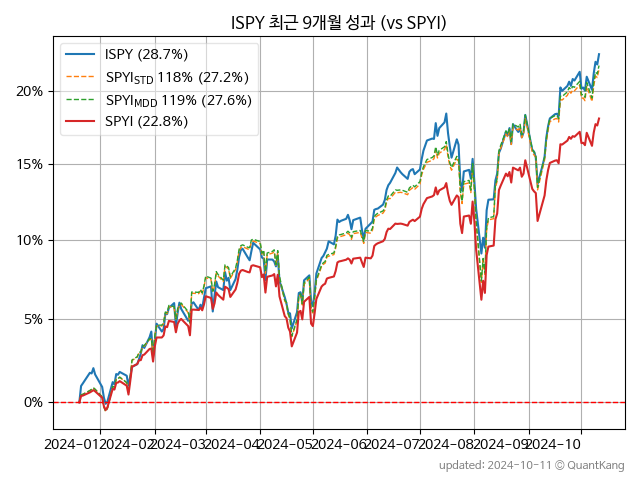 ISPY 최근 9개월 성과 (vs SPYI)
ISPY (28.7%)
SPYI_STD 118% (27.2%)
SPYI_MDD 119% (27.6%)
SPYI (22.8%)
20%
15%
10%
5%
0%
2024-01 2024-02 2024-03 2024-04 2024-05 2024-06 2024-07 2024-08 2024-09 2024-10
updated: 2024-10-11 © QuantKang